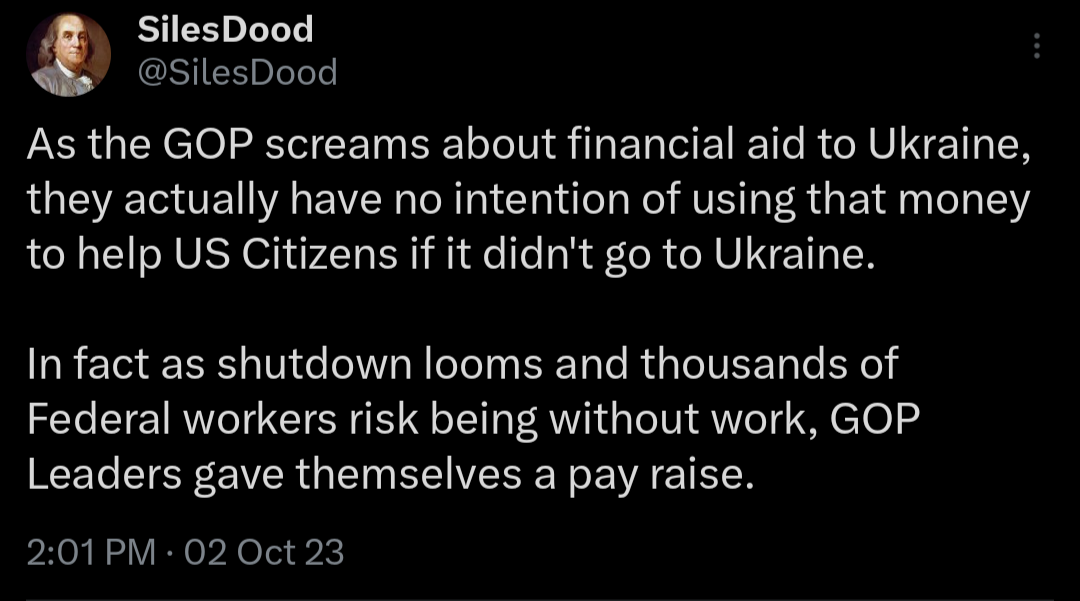 SilesDood
@SilesDood
As the GOP screams about financial aid to Ukraine,
they actually have no intention of using that money
to help US Citizens if it didn't go to Ukraine.
In fact as shutdown looms and thousands of
Federal workers risk being without work, GOP
Leaders gave themselves a pay raise.
2:01 PM · 02 Oct 23